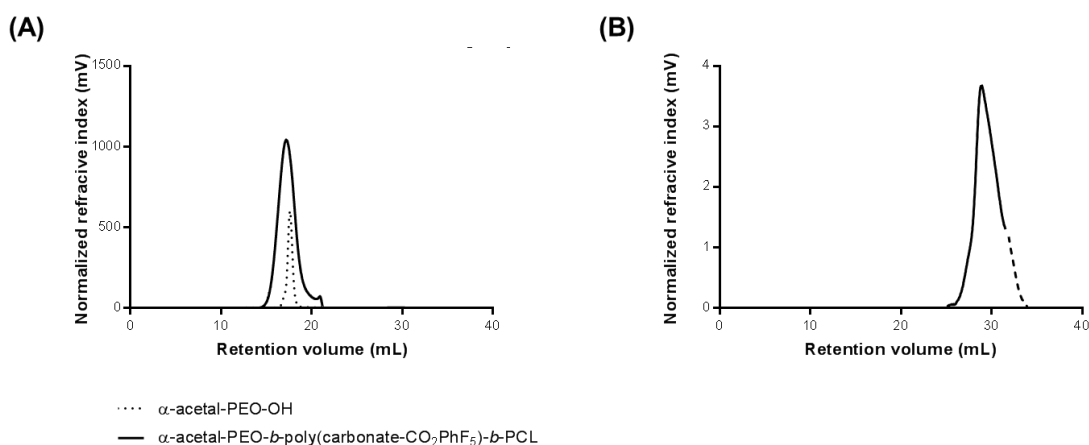 (A)
Normalized refractive index (mV)
1500
1000
500
0
0
10
20
30
40
Retention volume (mL)
(B)
Normalized refractive index (mV)
4
3
2
1
0
0
10
20
30
40
Retention volume (mL)
α-acetal-PEO-OH
α-acetal-PEO-b-poly(carbonate-CO₂PhF₅)-b-PCL